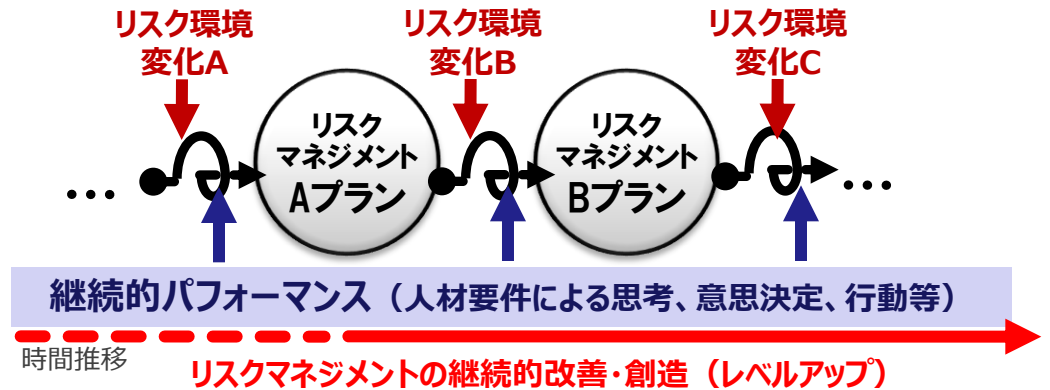 リスク環境
変化A
リスク環境
変化B
リスク環境
変化C
リスク
マネジメント
Aプラン
リスク
マネジメント
Bプラン
…
…
継続的パフォーマンス（人材要件による思考、意思決定、行動等）
時間推移
リスクマネジメントの継続的改善・創造（レベルアップ）